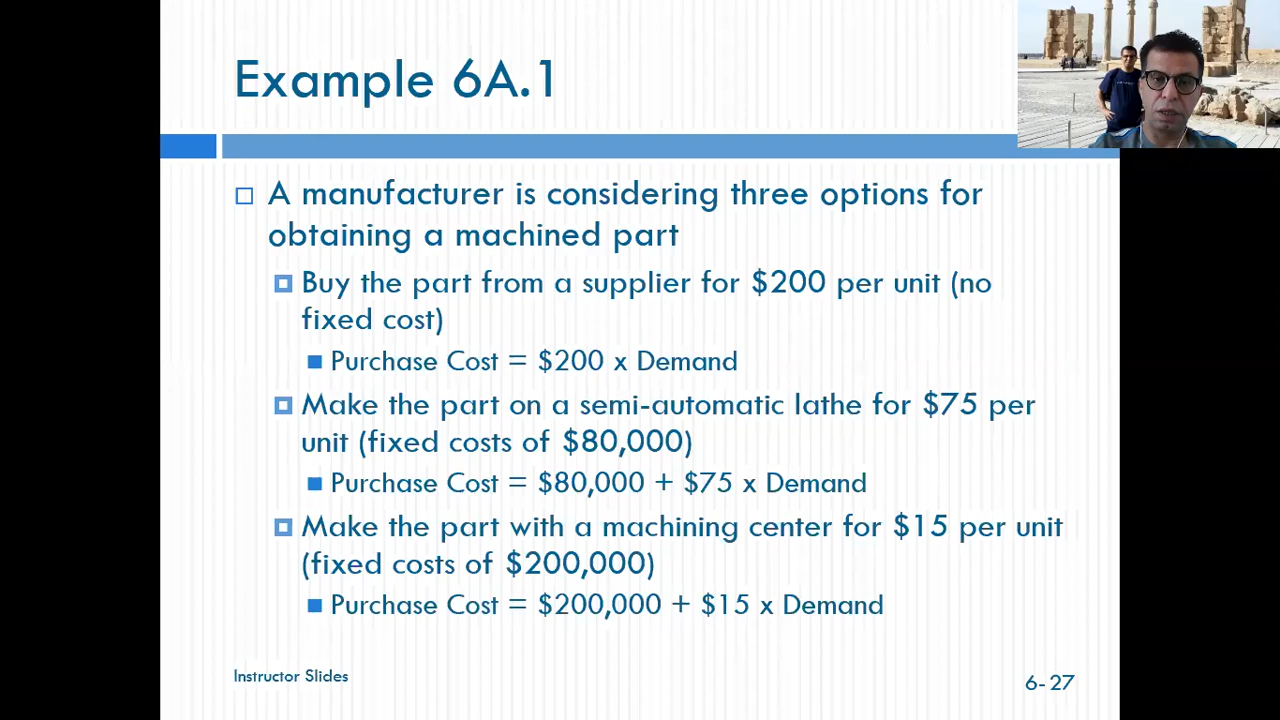 Example 6A.1
A manufacturer is considering three options for
obtaining a machined part
Buy the part from a supplier for $200 per unit (no
fixed cost)
Purchase Cost = $200 x Demand
Make the part on a semi-automatic lathe for $75 per
unit (fixed costs of $80,000)
Purchase Cost = $80,000 + $75 x Demand
Make the part with a machining center for $15 per unit
(fixed costs of $200,000)
Purchase Cost = $200,000 + $15 x Demand
Instructor Slides
6-27